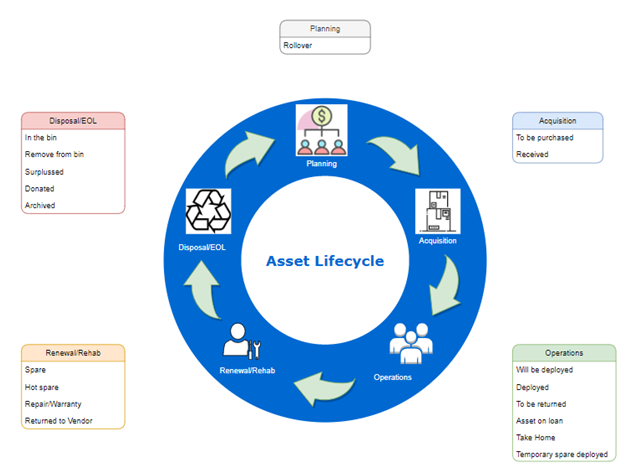 Planning
Rollover
Disposal/EOL
In the bin
Remove from bin
Surplussed
Donated
Archived
Acquisition
To be purchased
Received
$
Planning
Disposal/EOL
Acquisition
Asset Lifecycle
Renewal/Rehab
Operations
Renewal/Rehab
Spare
Hot spare
Repair/Warranty
Returned to Vendor
Operations
Will be deployed
Deployed
To be returned
Asset on loan
Take Home
Temporary spare deployed